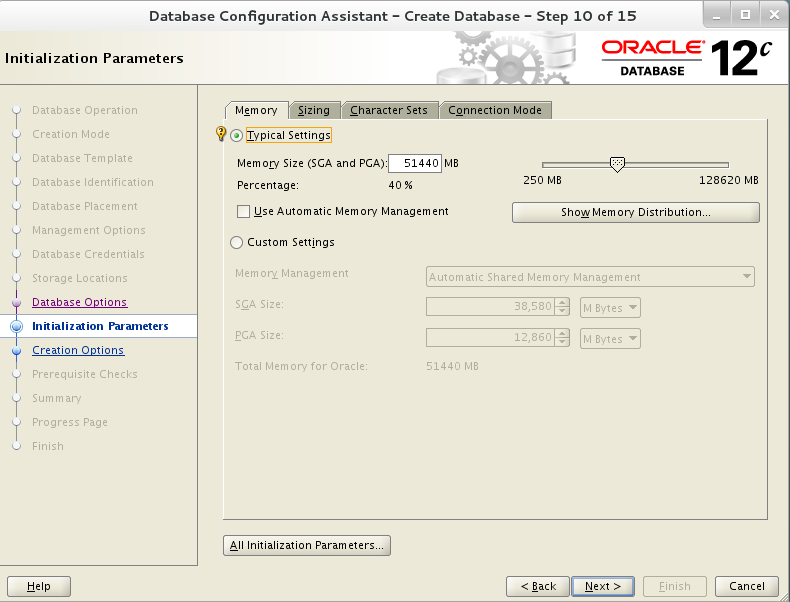 Database Configuration Assistant – Create Database – Step 10 of 15
Initialization Parameters
ORACLE®
DATABASE
12c
Database Operation
Creation Mode
Database Template
Database Identification
Database Placement
Management Options
Database Credentials
Storage Locations
Database Options
Initialization Parameters
Creation Options
Prerequisite Checks
Summary
Progress Page
Finish
Memory Sizing Character Sets Connection Mode
Typical Settings
Memory Size (SGA and PGA): 51440 MB
250 MB 128620 MB
Percentage: 40 %
Use Automatic Memory Management Show Memory Distribution...
Custom Settings
Memory Management Automatic Shared Memory Management
SGA Size: 38,580 M Bytes
PGA Size: 12,860 M Bytes
Total Memory for Oracle: 51440 MB
All Initialization Parameters...
Help < Back Next > Finish Cancel